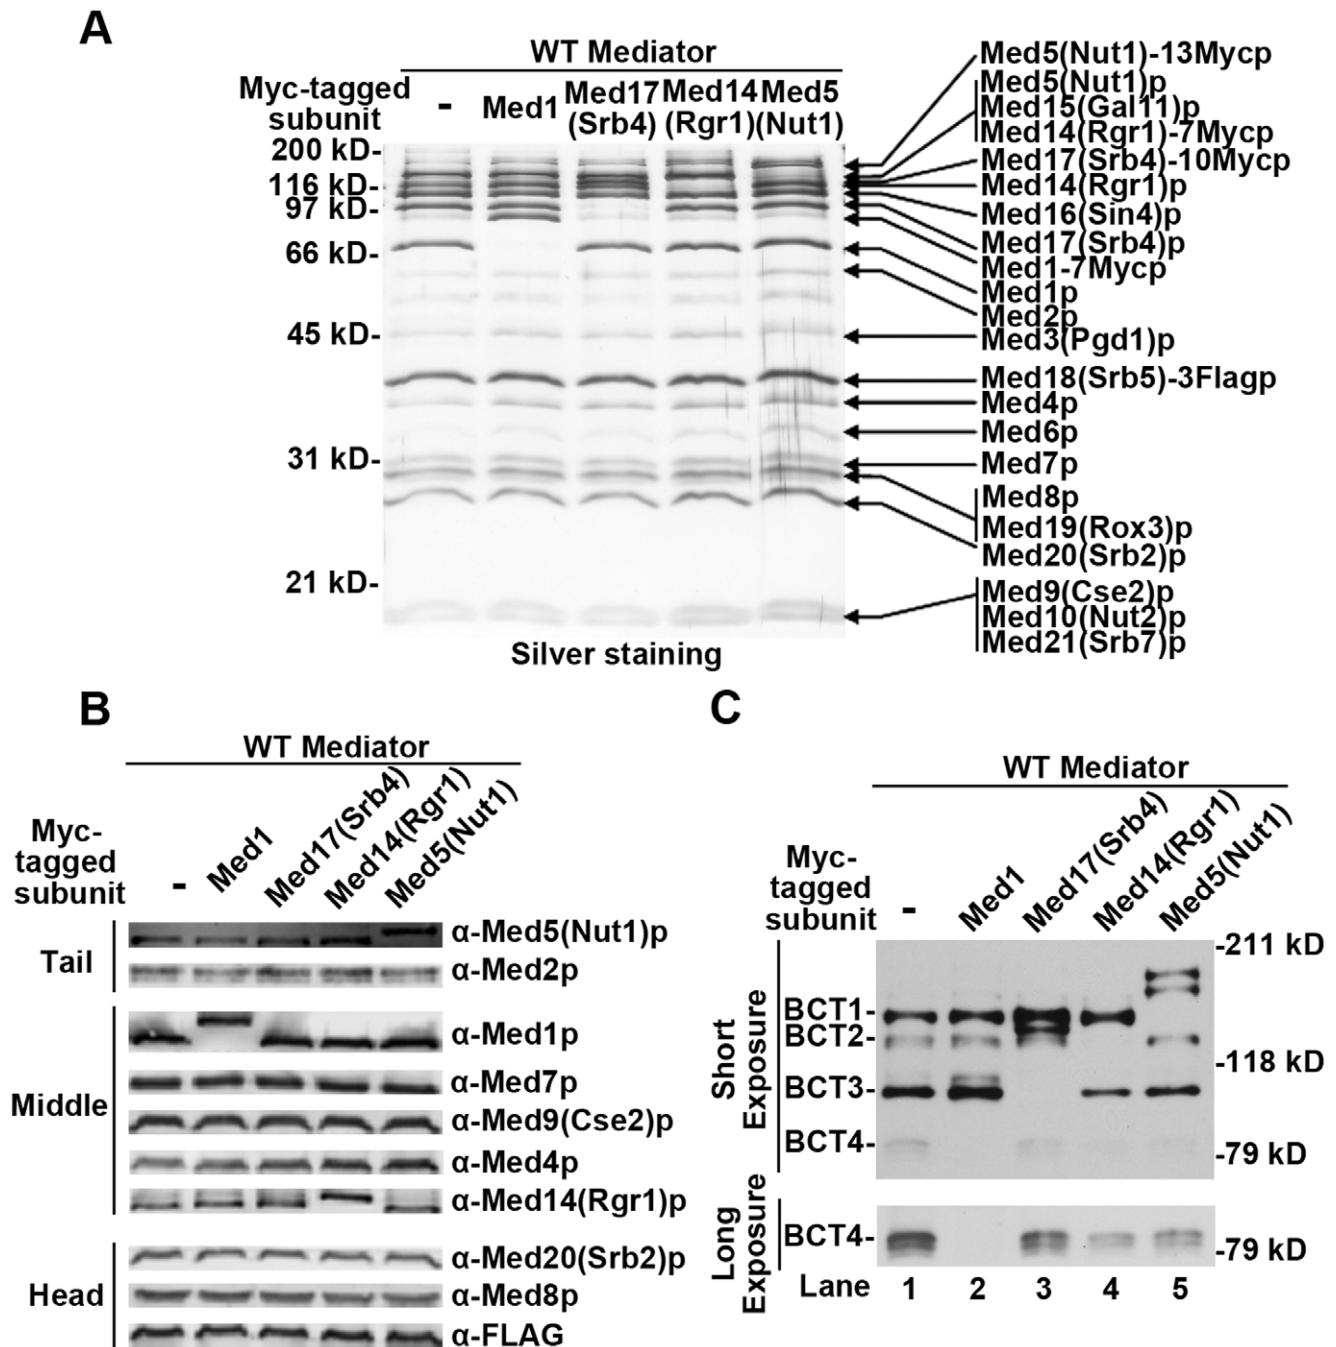 A
WT Mediator
Myc-tagged
subunit
-
Med1
Med17
(Srb4)
Med14
(Rgr1)
Med5
(Nut1)
200 kD-
116 kD-
97 kD-
66 kD-
45 kD-
31 kD-
21 kD-
Med5(Nut1)-13Mycp
Med5(Nut1)p
Med15(Gal11)p
Med14(Rgr1)-7Mycp
Med17(Srb4)-10Mycp
Med14(Rgr1)p
Med16(Sin4)p
Med17(Srb4)p
Med1-7Mycp
Med1p
Med2p
Med3(Pgd1)p
Med18(Srb5)-3Flagp
Med4p
Med6p
Med7p
Med8p
Med19(Rox3)p
Med20(Srb2)p
Med9(Cse2)p
Med10(Nut2)p
Med21(Srb7)p
Silver staining
B
WT Mediator
Myc-
tagged
subunit
-
Med1
Med17(Srb4)
Med14(Rgr1)
Med5(Nut1)
Tail
α-Med5(Nut1)p
α-Med2p
Middle
α-Med1p
α-Med7p
α-Med9(Cse2)p
α-Med4p
α-Med14(Rgr1)p
Head
α-Med20(Srb2)p
α-Med8p
α-FLAG
C
WT Mediator
Myc-
tagged
subunit
-
Med1
Med17(Srb4)
Med14(Rgr1)
Med5(Nut1)
Short
Exposure
BCT1-
BCT2-
BCT3-
BCT4-
-211 kD
-118 kD
-79 kD
Long
Exposure
BCT4-
-79 kD
Lane 1 2 3 4 5